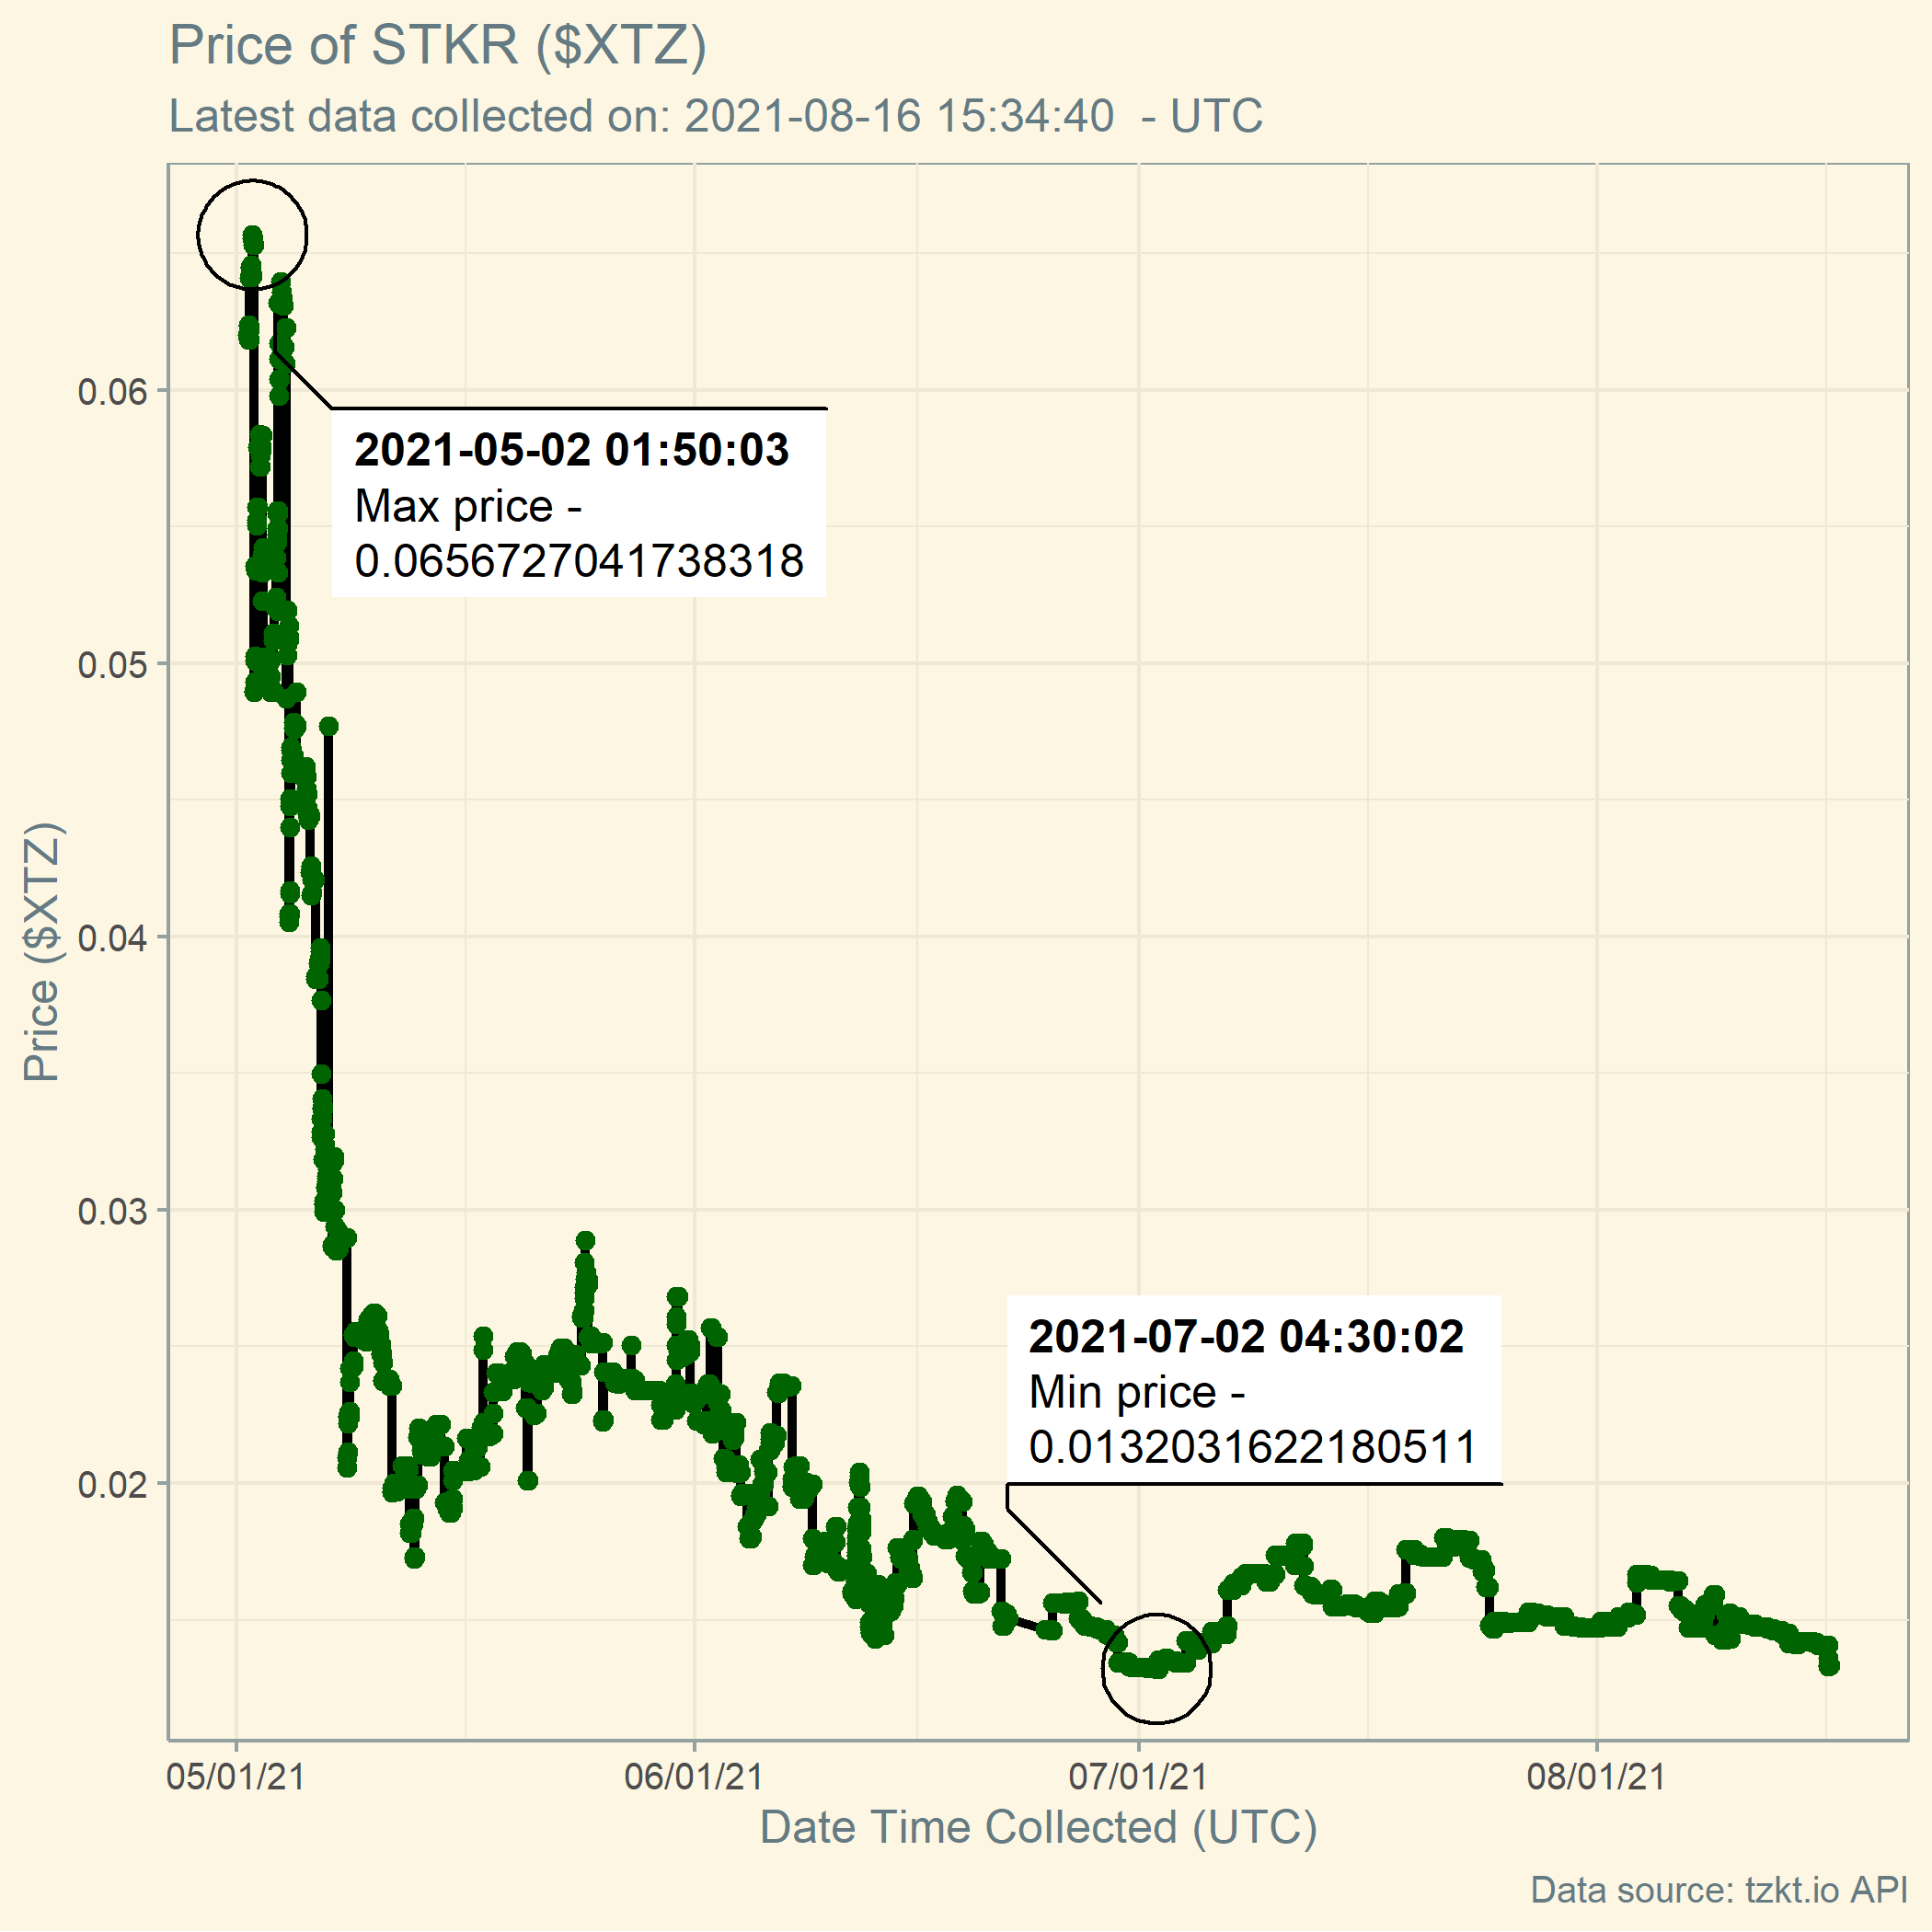 Price of STKR ($XTZ)
Latest data collected on: 2021-08-16 15:34:40  - UTC
2021-05-02 01:50:03
Max price -
0.0656727041738318
2021-07-02 04:30:02
Min price -
0.0132031622180511
Price ($XTZ)
0.06
0.05
0.04
0.03
0.02
05/01/21
06/01/21
07/01/21
08/01/21
Date Time Collected (UTC)
Data source: tzkt.io API